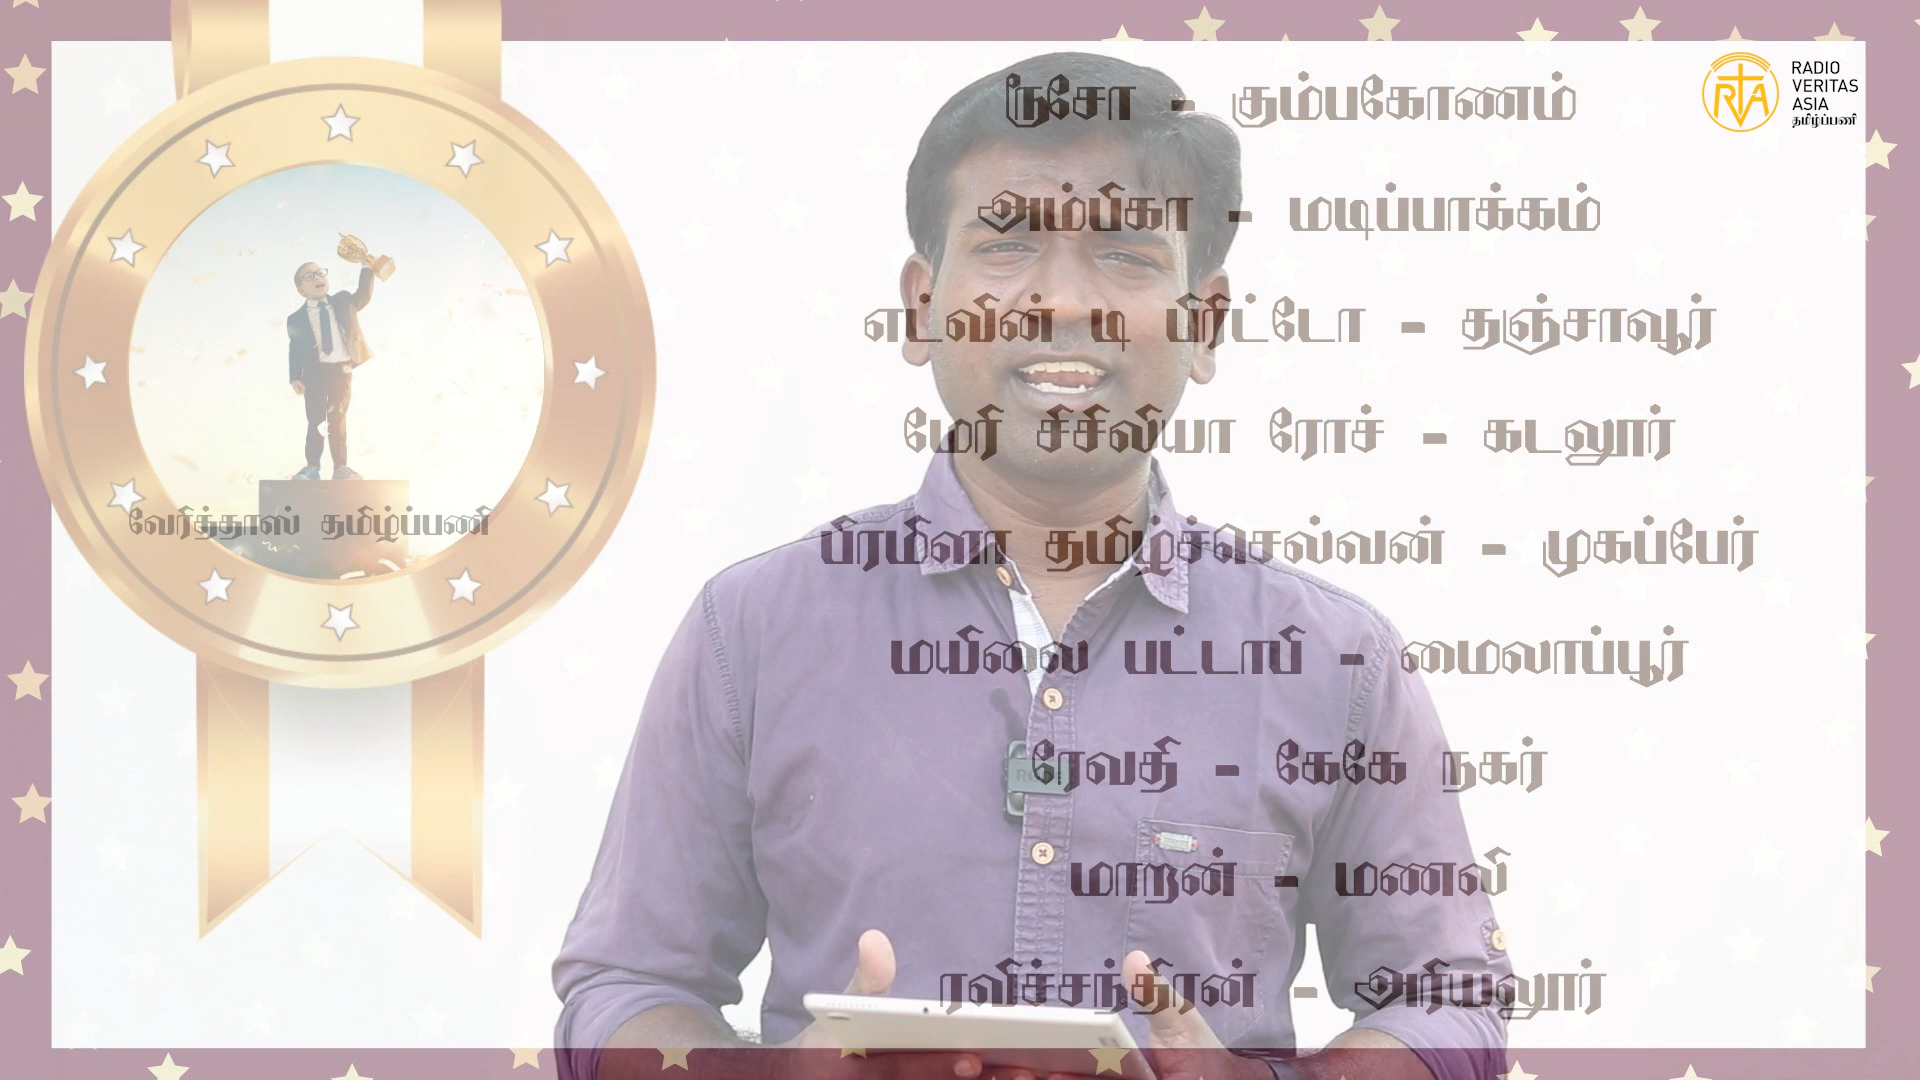 ரூசோ - கும்பகோணம்
அம்பிகா - மடிப்பாக்கம்
எட்வின் டி பிரிட்டோ - தஞ்சாவூர்
மேரி சிசிலியா ரோச் - கடலூர்
பிரமிளா தமிழ்ச்செல்வன் - முகப்பேர்
மயிலை பட்டாபி - மைலாப்பூர்
ரேவதி - கேகே நகர்
மாறன் - மணலி
ரவிச்சந்திரன் - அரியலூர்
வேரித்தாஸ் தமிழ்ப்பணி
RADIO
VERITAS
ASIA
தமிழ்ப்பணி